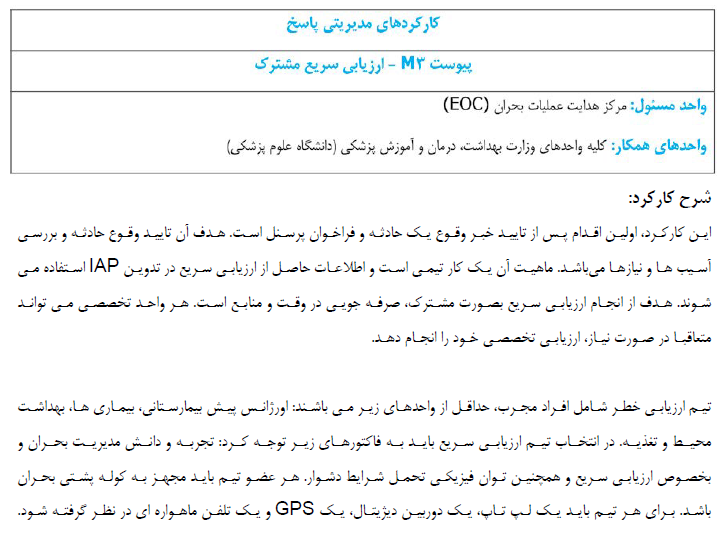 کارکردهای مدیریتی پاسخ
پیوست M۳ - ارزیابی سریع مشترک
واحد مسئول: مرکز هدایت عملیات بحران (EOC)
واحدهای همکار: کلیه واحدهای وزارت بهداشت، درمان و آموزش پزشکی (دانشگاه علوم پزشکی)
شرح کارکرد:
این کارکرد، اولین اقدام پس از تایید خبر وقوع یک حادثه و فراخوان پرسنل است. هدف آن تایید وقوع حادثه و بررسی
آسیب ها و نیازها می‌باشد. ماهیت آن یک کار تیمی است و اطلاعات حاصل از ارزیابی سریع در تدوین IAP استفاده می
شوند. هدف از انجام ارزیابی سریع بصورت مشترک، صرفه جویی در وقت و منابع است. هر واحد تخصصی می تواند
متعاقبا در صورت نیاز، ارزیابی تخصصی خود را انجام دهد.
تیم ارزیابی خطر شامل افراد مجرب، حداقل از واحدهای زیر می باشند: اورژانس پیش بیمارستانی، بیماری ها، بهداشت
محیط و تغذیه. در انتخاب تیم ارزیابی سریع باید به فاکتورهای زیر توجه کرد: تجربه و دانش مدیریت بحران و
بخصوص ارزیابی سریع و همچنین توان فیزیکی تحمل شرایط دشوار. هر عضو تیم باید مجهز به کوله پشتی بحران
باشد. برای هر تیم باید یک لپ تاپ، یک دوربین دیژیتال، یک GPS و یک تلفن ماهواره ای در نظر گرفته شود.